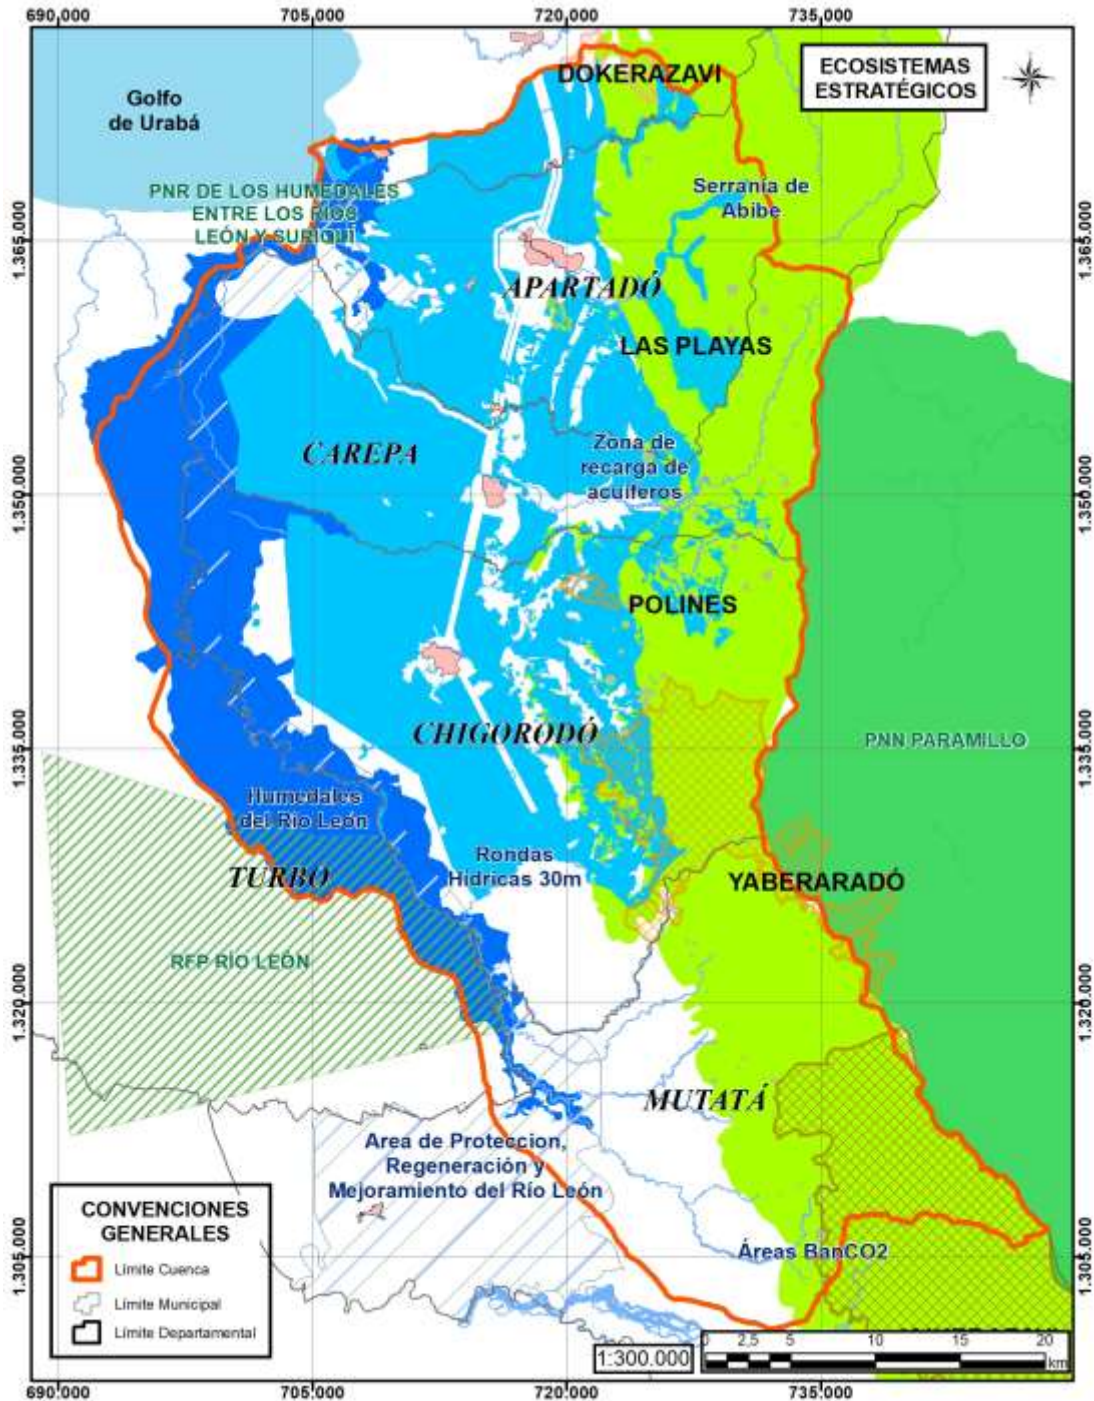 690.000
705.000
720.000
735.000
ECOSISTEMAS
ESTRATÉGICOS
DOKERAZAVI
Golfo
de Urabá
PNR DE LOS HUMEDALES
ENTRE LOS RÍOS
LEÓN Y SURIQUÍ
Serranía de
Abibe
1.365.000
1.365.000
APARTADÓ
LAS PLAYAS
CAREPA
Zona de
recarga de
acuíferos
1.350.000
1.350.000
POLINES
CHIGORODÓ
PNN PARAMILLO
1.335.000
1.335.000
Humedales
del Río León
Rondas
Hídricas 30m
TURBO
YABERARADÓ
RFP RÍO LEÓN
1.320.000
1.320.000
MUTATÁ
Area de Proteccion,
Regeneración y
Mejoramiento del Río León
CONVENCIONES
GENERALES
Límite Cuenca
Límite Municipal
Límite Departamental
Áreas BanCO2
1.305.000
1.305.000
1:300.000
0 2,5 5 10 15 20
km
690.000
705.000
720.000
735.000